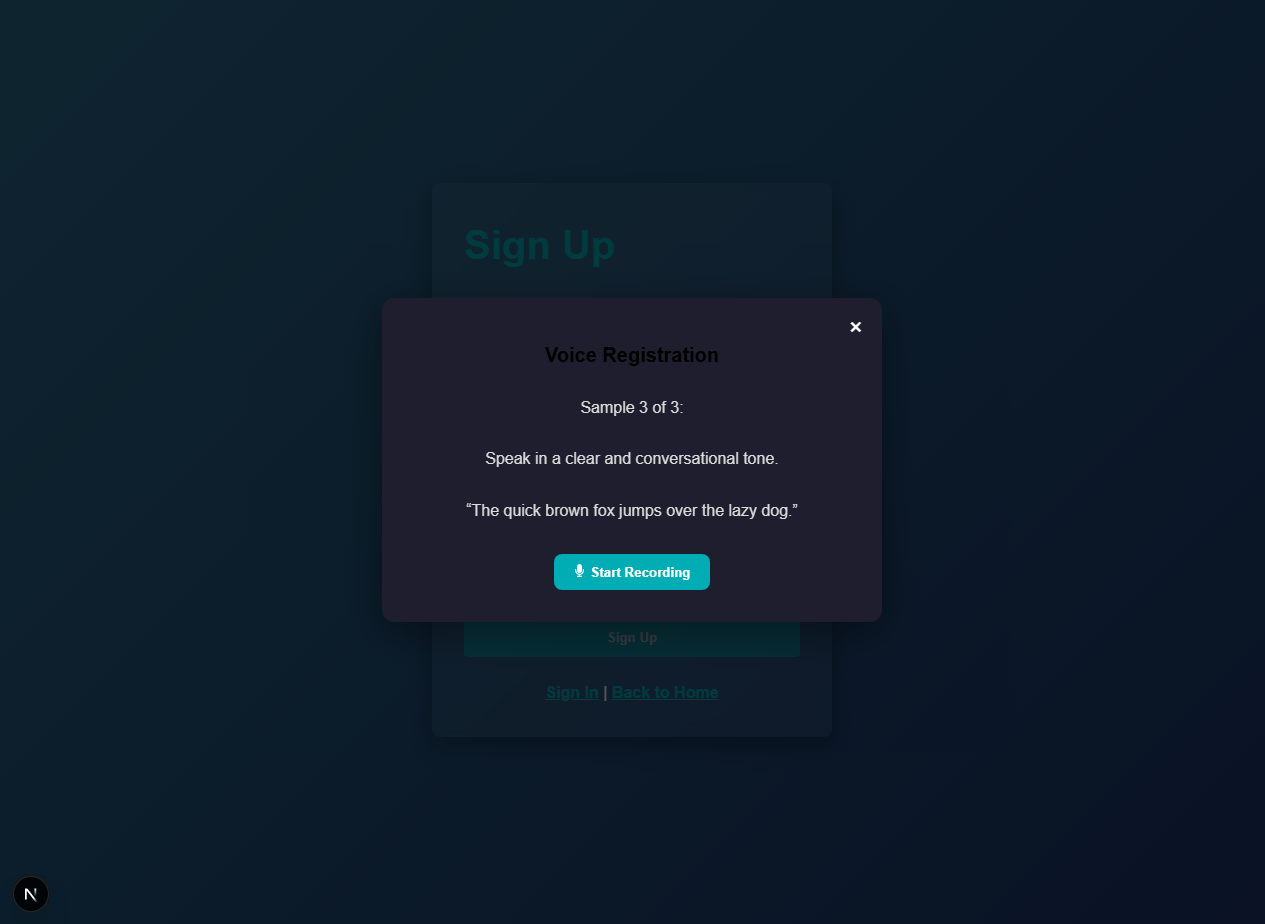 Sign Up
×
Voice Registration
Sample 3 of 3:
Speak in a clear and conversational tone.
“The quick brown fox jumps over the lazy dog.”
Start Recording
Sign Up
Sign In | Back to Home
N